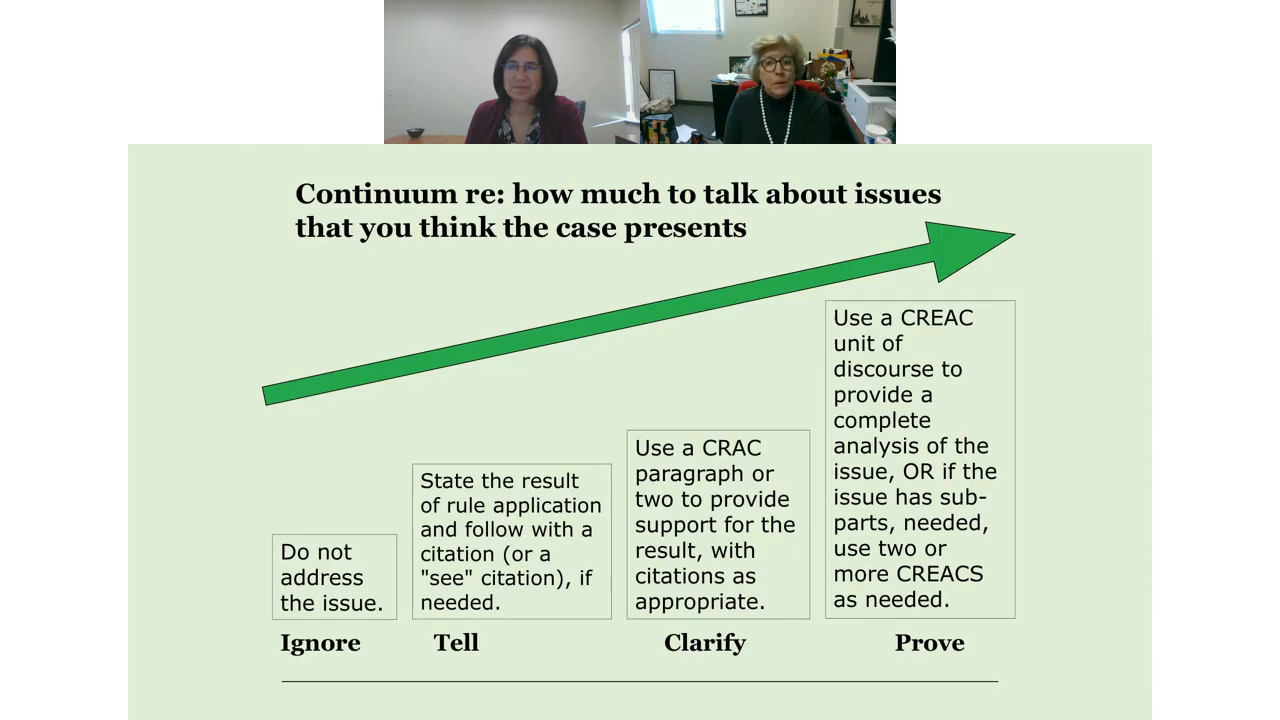 Continuum re: how much to talk about issues
that you think the case presents
Do not
address
the issue.
Ignore
State the result
of rule application
and follow with a
citation (or a
"see" citation), if
needed.
Tell
Use a CRAC
paragraph or
two to provide
support for the
result, with
citations as
appropriate.
Clarify
Use a CREAC
unit of
discourse to
provide a
complete
analysis of the
issue, OR if the
issue has sub-
parts, needed,
use two or
more CREACS
as needed.
Prove